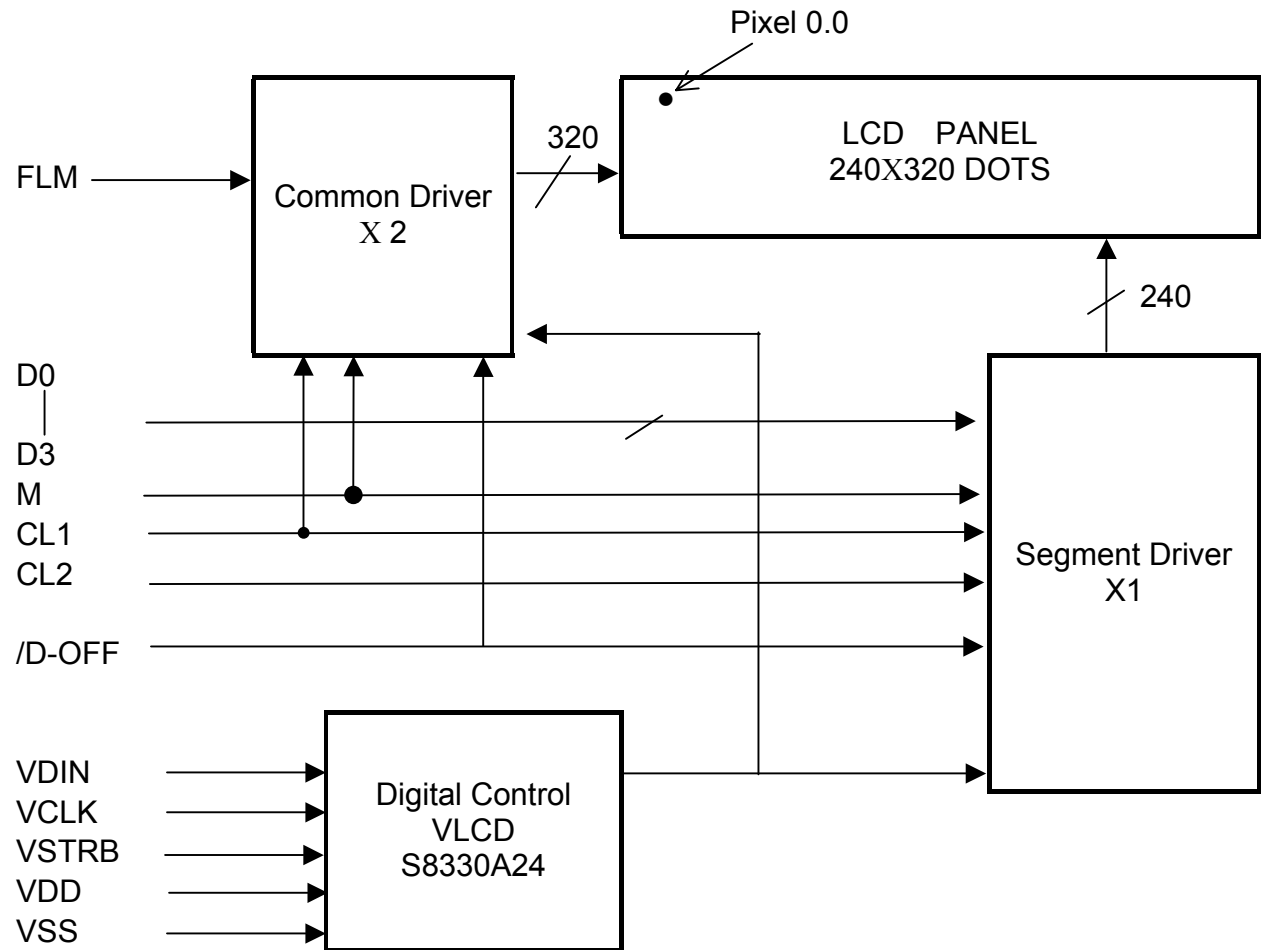 Pixel 0.0
LCD PANEL
240X320 DOTS
320
FLM
Common Driver
X 2
240
D0
D3
M
CL1
CL2
/D-OFF
Segment Driver
X1
VDIN
VCLK
VSTRB
VDD
VSS
Digital Control
VLCD
S8330A24